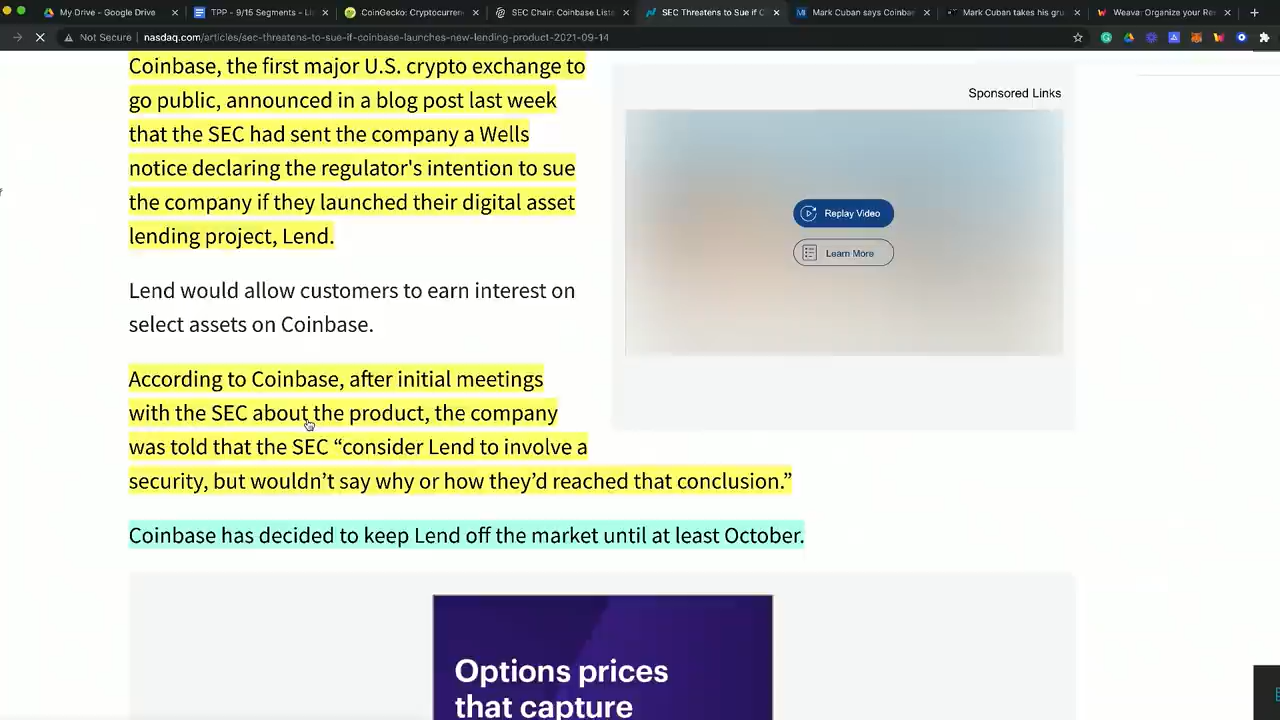 My Drive – Google Drive
TPP – 9/15 Segments – Li
CoinGecko: Cryptocurrenc
SEC Chair: Coinbase Liste
SEC Threatens to Sue if C
Mark Cuban says Coinbas
Mark Cuban takes his gru
Weava: Organize your Res
Not Secure
nasdaq.com/articles/sec-threatens-to-sue-if-coinbase-launches-new-lending-product-2021-09-14
Coinbase, the first major U.S. crypto exchange to
go public, announced in a blog post last week
that the SEC had sent the company a Wells
notice declaring the regulator's intention to sue
the company if they launched their digital asset
lending project, Lend.
Lend would allow customers to earn interest on
select assets on Coinbase.
According to Coinbase, after initial meetings
with the SEC about the product, the company
was told that the SEC “consider Lend to involve a
security, but wouldn’t say why or how they’d reached that conclusion.”
Coinbase has decided to keep Lend off the market until at least October.
Sponsored Links
Replay Video
Learn More
Options prices
that capture